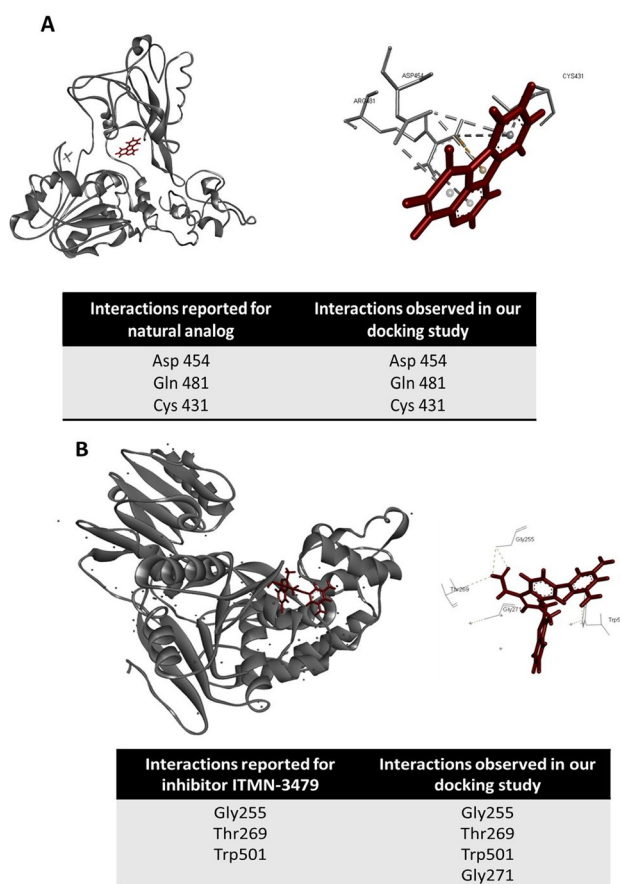 A
ASP454
CYS431
ARG481
Interactions reported for natural analog
Interactions observed in our docking study
Asp 454
Asp 454
Gln 481
Gln 481
Cys 431
Cys 431
B
Gly255
Thr269
Gly271
Trp5
Interactions reported for inhibitor ITMN-3479
Interactions observed in our docking study
Gly255
Gly255
Thr269
Thr269
Trp501
Trp501
Gly271